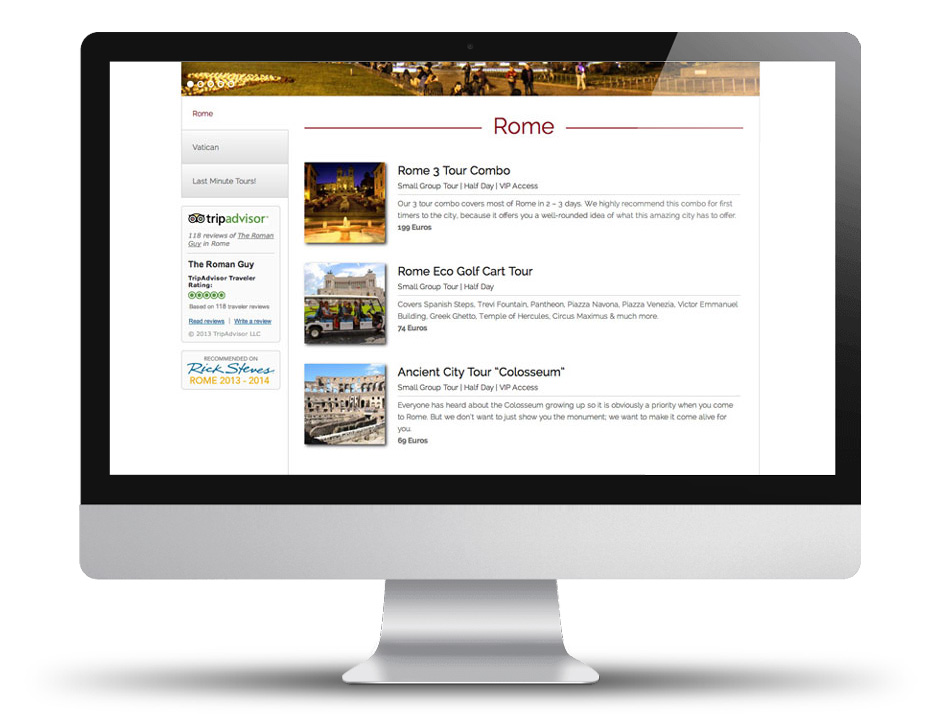 Rome
Vatican
Last Minute Tours!
tripadvisor
118 reviews of The Roman
Guy in Rome
The Roman Guy
TripAdvisor Traveler
Rating:
Based on 118 traveler reviews
Read reviews | Write a review
© 2013 TripAdvisor LLC
RECOMMENDED ON
Rick Steves
ROME 2013 - 2014
Rome
Rome 3 Tour Combo
Small Group Tour | Half Day | VIP Access
Our 3 tour combo covers most of Rome in 2 – 3 days. We highly recommend this combo for first
timers to the city, because it offers you a well-rounded idea of what this amazing city has to offer.
199 Euros
Rome Eco Golf Cart Tour
Small Group Tour | Half Day
Covers Spanish Steps, Trevi Fountain, Pantheon, Piazza Navona, Piazza Venezia, Victor Emmanuel
Building, Greek Ghetto, Temple of Hercules, Circus Maximus & much more.
74 Euros
Ancient City Tour "Colosseum"
Small Group Tour | Half Day | VIP Access
Everyone has heard about the Colosseum growing up so it is obviously a priority when you come
to Rome. But we don't want to just show you the monument; we want to make it come alive for
you.
69 Euros